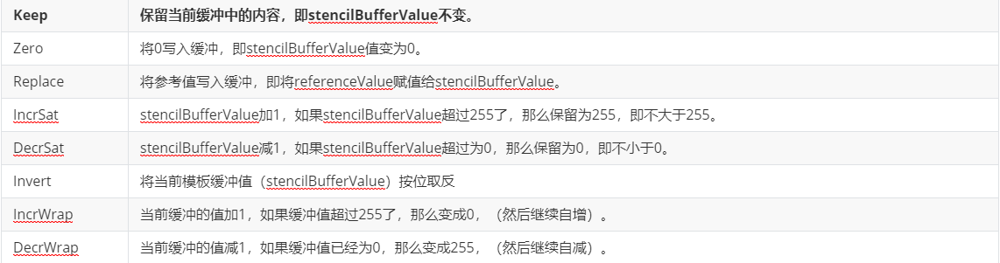 Keep 保留当前缓冲中的内容，即stencilBufferValue不变。
Zero 将0写入缓冲，即stencilBufferValue值变为0。
Replace 将参考值写入缓冲，即将referenceValue赋值给stencilBufferValue。
IncrSat stencilBufferValue加1，如果stencilBufferValue超过255了，那么保留为255，即不大于255。
DecrSat stencilBufferValue减1，如果stencilBufferValue超过为0，那么保留为0，即不小于0。
Invert 将当前模板缓冲值（stencilBufferValue）按位取反
IncrWrap 当前缓冲的值加1，如果缓冲值超过255了，那么变成0，（然后继续自增）。
DecrWrap 当前缓冲的值减1，如果缓冲值已经为0，那么变成255，（然后继续自减）。